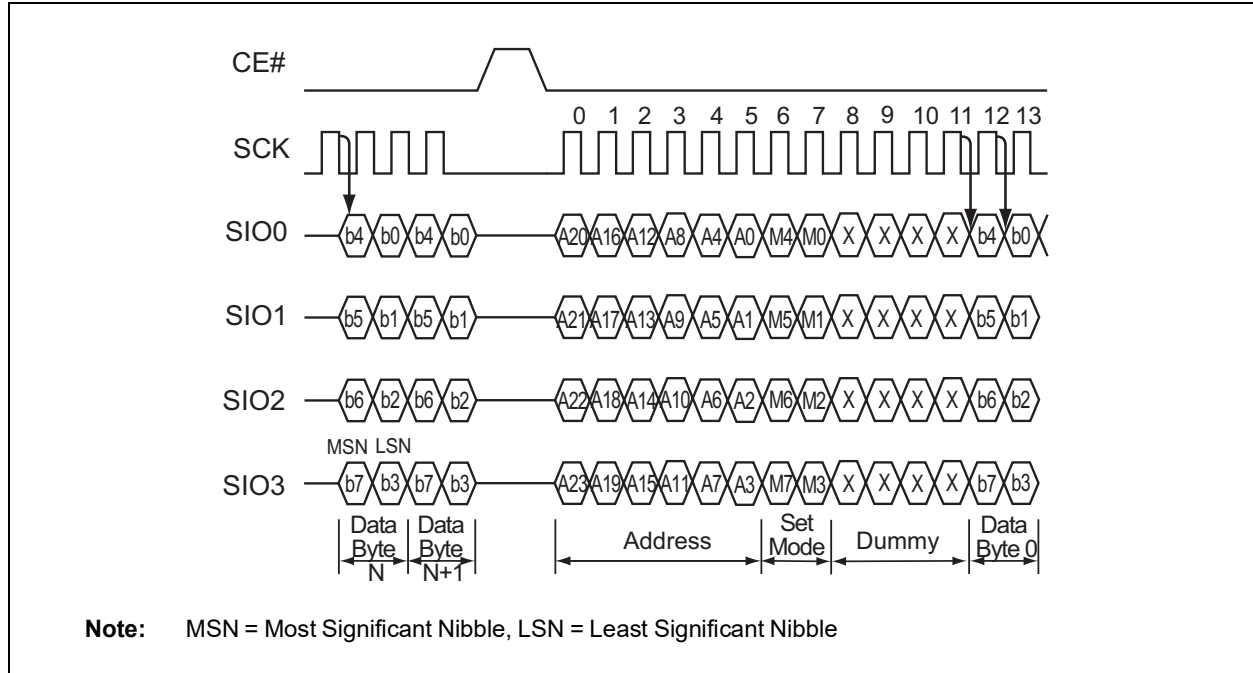 CE#
0 1 2 3 4 5 6 7 8 9 10 11 12 13
SCK
SIO0 b4 b0 b4 b0 A20 A16 A12 A8 A4 A0 M4 M0 X X X X b4 b0
SIO1 b5 b1 b5 b1 A21 A17 A13 A9 A5 A1 M5 M1 X X X X b5 b1
SIO2 b6 b2 b6 b2 A22 A18 A14 A10 A6 A2 M6 M2 X X X X b6 b2
MSN LSN
SIO3 b7 b3 b7 b3 A23 A19 A15 A11 A7 A3 M7 M3 X X X X b7 b3
Data Data Set Data
Byte Byte Address Mode Dummy Byte 0
N N+1
Note: MSN = Most Significant Nibble, LSN = Least Significant Nibble